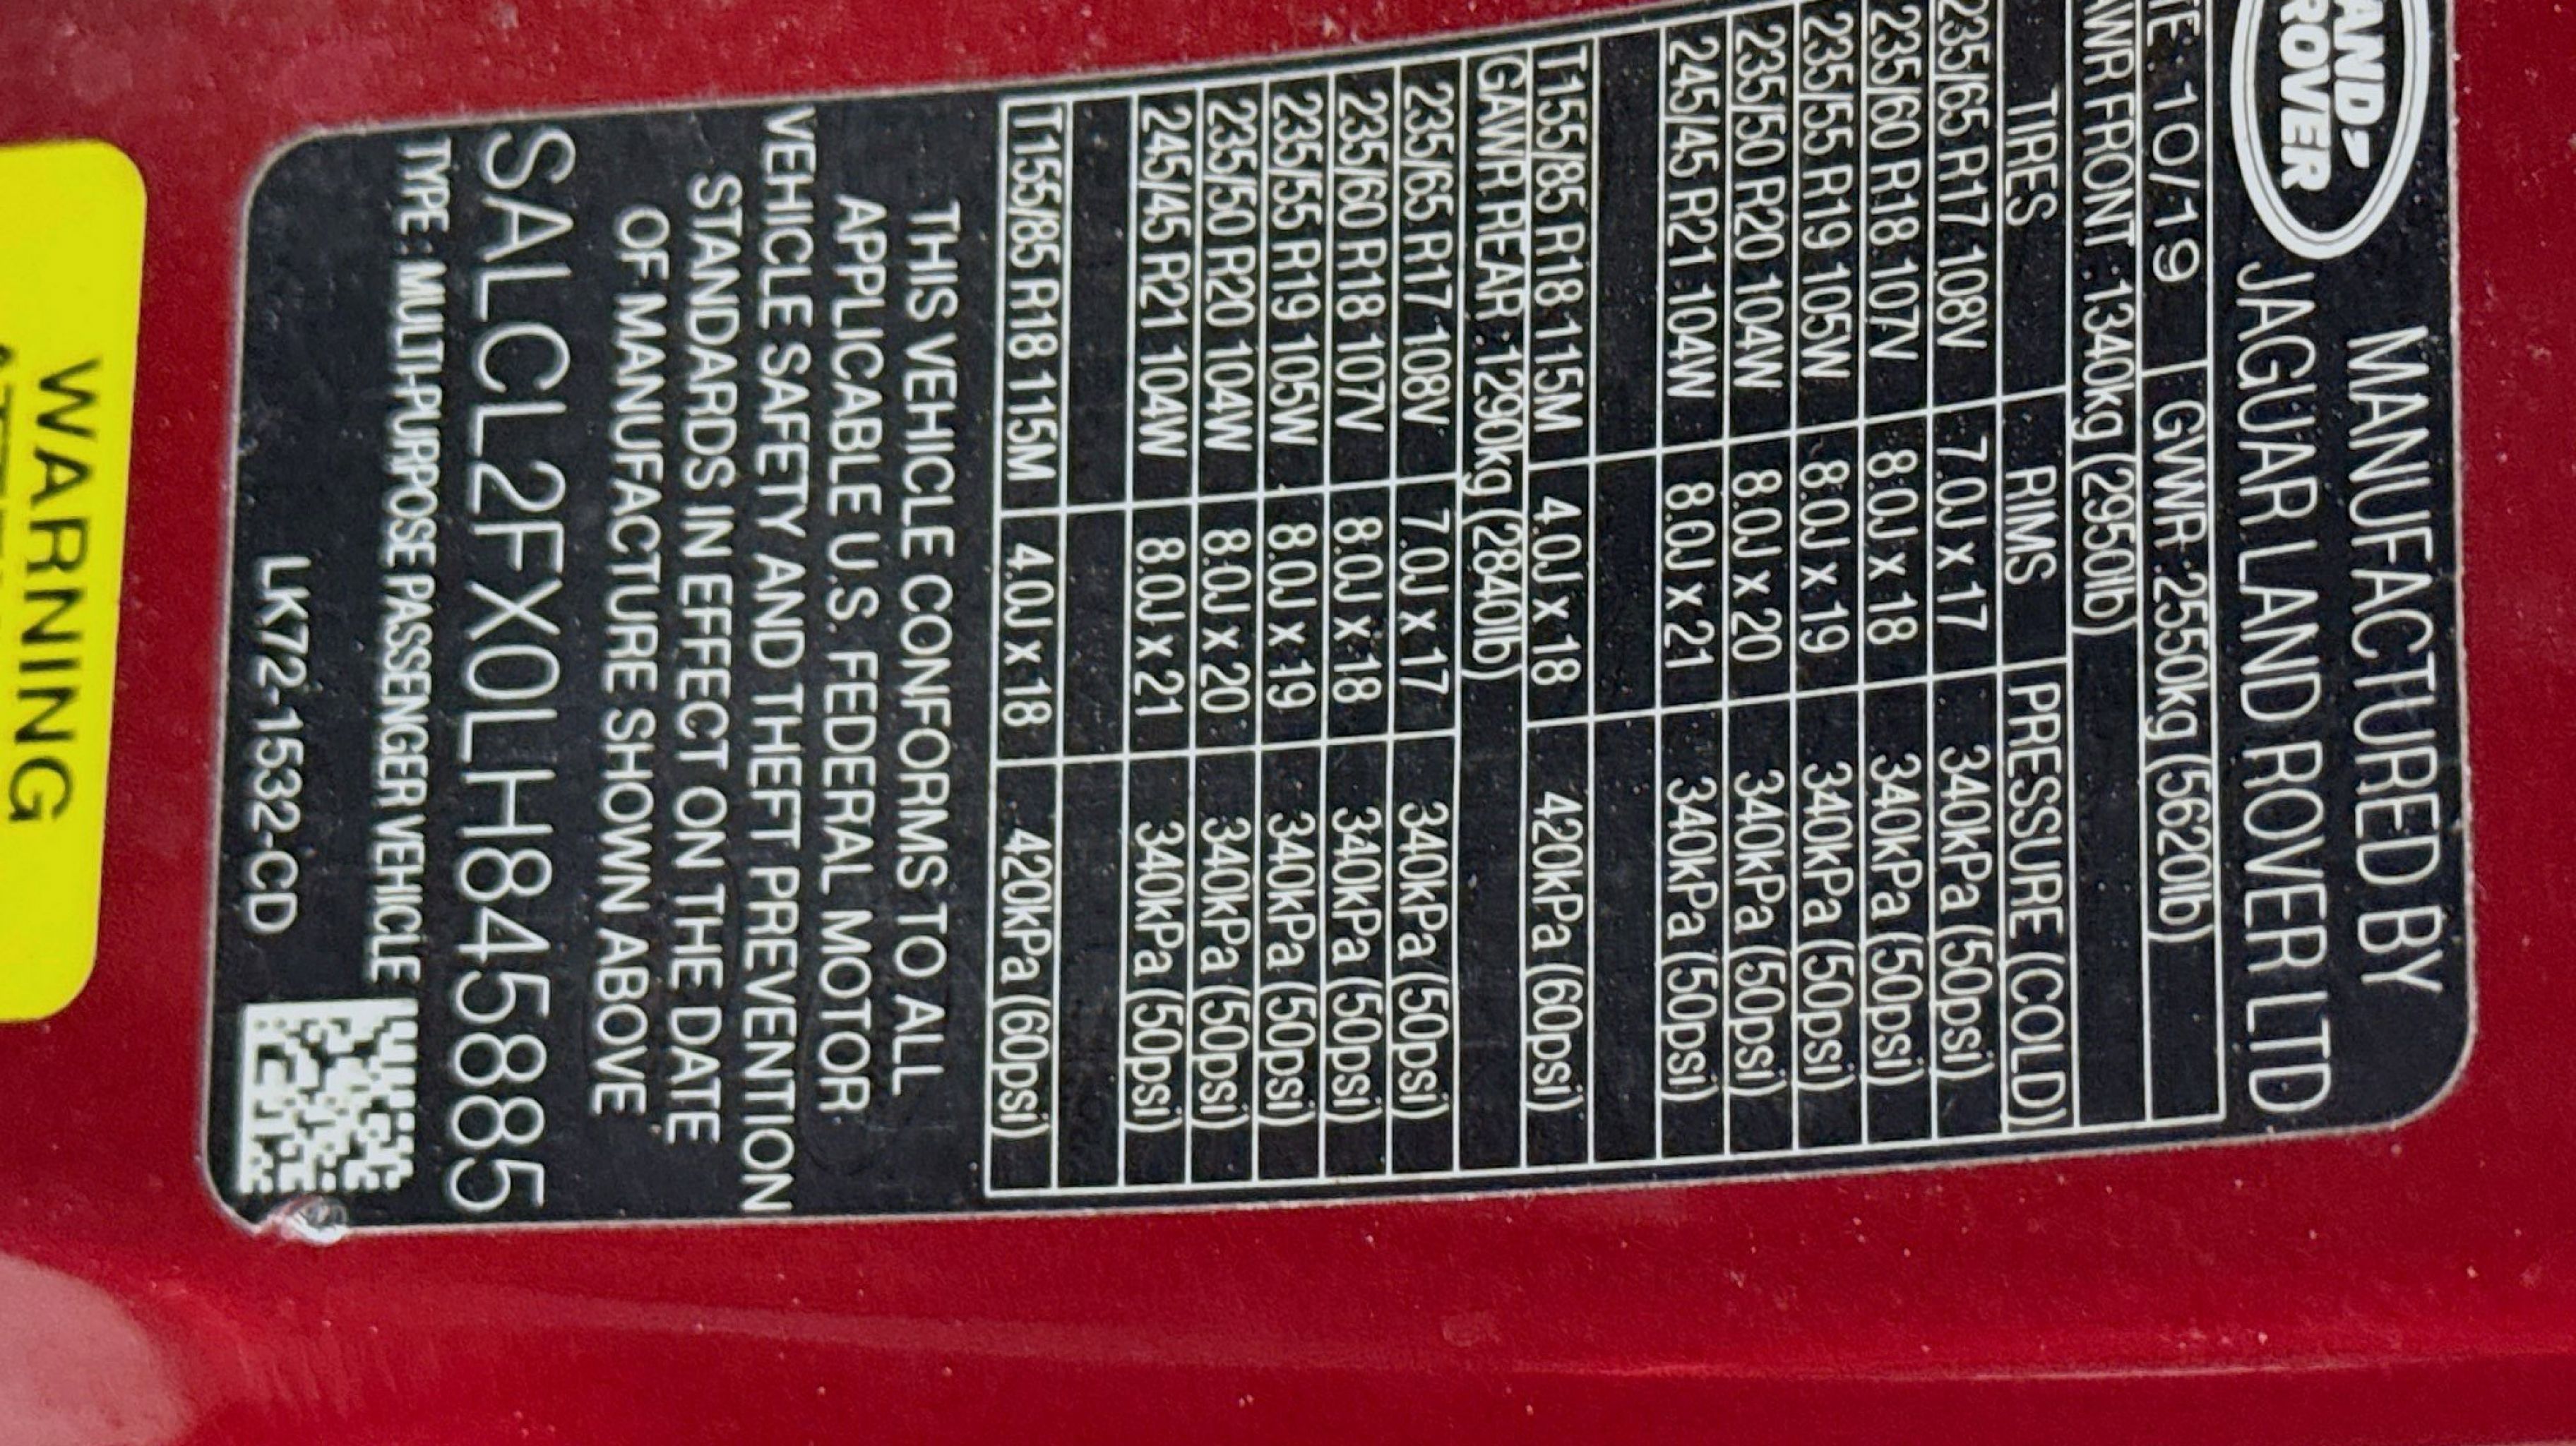 MANUFACTURED BY
JAGUAR LAND ROVER LTD
ROVER
10/19 GWVR :2550kg (5620lb)
FRONT :1340kg (2950lb)
TIRES RIMS PRESSURE (COLD)
235/65 R17 108V 7.0J x 17 340kPa (50psi)
235/60 R18 107V 8.0J x 18 340kPa (50psi)
235/55 R19 105W 8.0J x 19 340kPa (50psi)
235/50 R20 104W 8.0J x 20 340kPa (50psi)
245/45 R21 104W 8.0J x 21 340kPa (50psi)
T155/85 R18 115M 4.0J x 18 420kPa (60psi)
GAWR REAR :1290kg (2840lb)
235/65 R17 108V 7.0J x 17 340kPa (50psi)
235/60 R18 107V 8.0J x 18 340kPa (50psi)
235/55 R19 105W 8.0J x 19 340kPa (50psi)
235/50 R20 104W 8.0J x 20 340kPa (50psi)
245/45 R21 104W 8.0J x 21 340kPa (50psi)
T155/85 R18 115M 4.0J x 18 420kPa (60psi)
THIS VEHICLE CONFORMS TO ALL
APPLICABLE U.S. FEDERAL MOTOR
VEHICLE SAFETY AND THEFT PREVENTION
STANDARDS IN EFFECT ON THE DATE
OF MANUFACTURE SHOWN ABOVE
SALCL2FX0LH845885
TYPE : MULTI-PURPOSE PASSENGER VEHICLE
LK72-1532-CD
WARNING